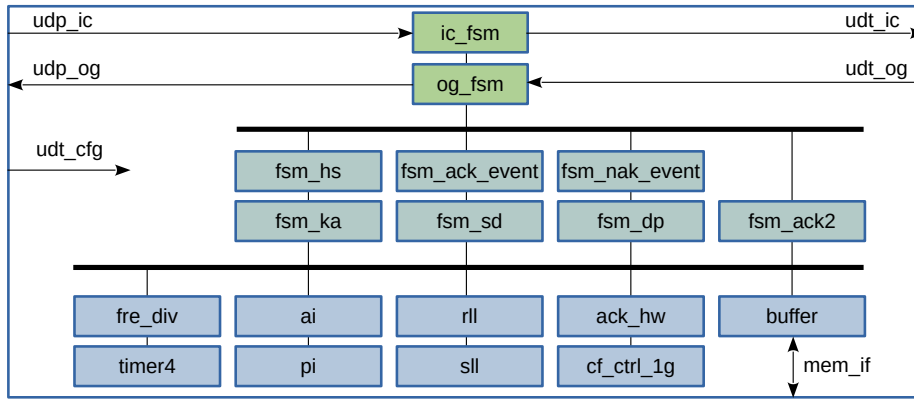 udp_ic
ic_fsm
udt_ic
udp_og
og_fsm
udt_og
udt_cfg
fsm_hs
fsm_ack_event
fsm_nak_event
fsm_ka
fsm_sd
fsm_dp
fsm_ack2
fre_div
ai
rll
ack_hw
buffer
timer4
pi
sll
cf_ctrl_1g
mem_if